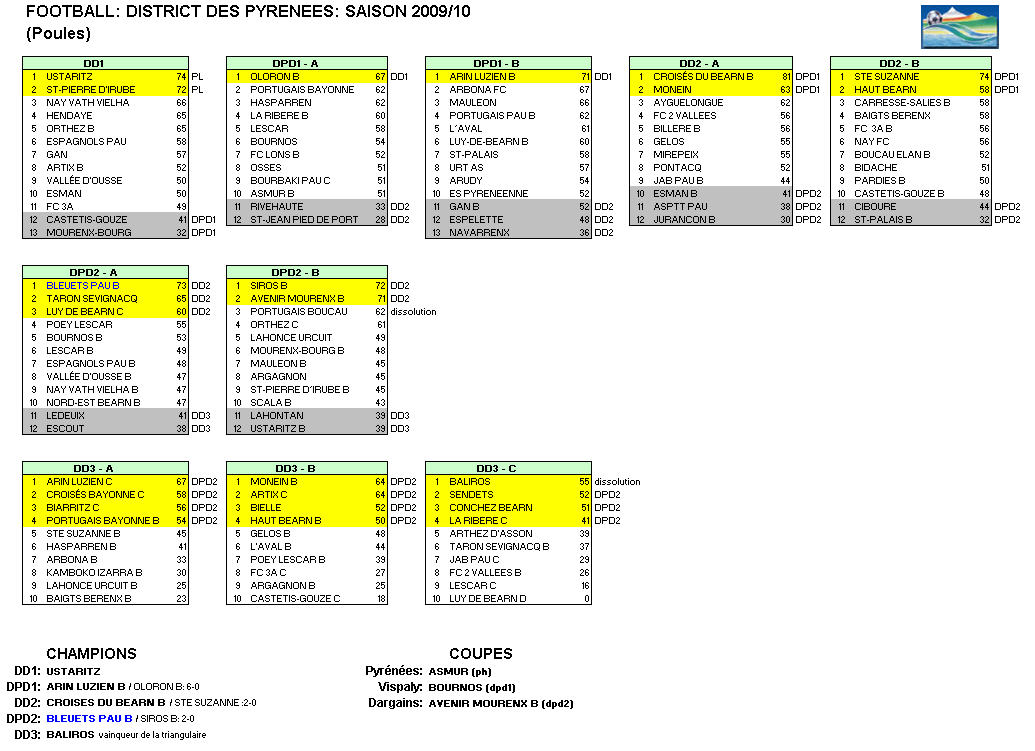 FOOTBALL: DISTRICT DES PYRENEES: SAISON 2009/10
(Poules)
DD1
1 USTARITZ 74 PL
2 ST-PIERRE D'IRUBE 72 PL
3 NAY VATH VIELHA 66
4 HENDAYE 65
5 ORTHEZ B 65
6 ESPAGNOLS PAU 58
7 GAN 57
8 ARTIX B 52
9 VALLÉE D'OUSSE 50
10 ESMAN 50
11 FC 3A 49
12 CASTETIS-GOUZE 41 DPD1
13 MOURENX-BOURG 32 DPD1
DPD1 - A
1 OLORON B 67 DD1
2 PORTUGAIS BAYONNE 62
3 HASPARREN 62
4 LA RIBERE B 60
5 LESCAR 58
6 BOURNOS 54
7 FC LONS B 52
8 OSSES 51
9 BOURBAKI PAU C 51
10 ASMUR B 51
11 RIVEHAUTE 33 DD2
12 ST-JEAN PIED DE PORT 28 DD2
DPD1 - B
1 ARIN LUZIEN B 71 DD1
2 ARBONA FC 67
3 MAULEON 66
4 PORTUGAIS PAU B 62
5 L'AVAL 61
6 LUY-DE-BEARN B 60
7 ST-PALAIS 58
8 URT AS 57
9 ARUDY 54
10 ES PYRENEENNE 52
11 GAN B 52 DD2
12 ESPELETTE 48 DD2
13 NAVARRENX 36 DD2
DD2 - A
1 CROISÉS DU BEARN B 81 DPD1
2 MONEIN 63 DPD1
3 AYGUELONGUE 62
4 FC 2 VALLEES 56
5 BILLERE B 56
6 GELOS 55
7 MIREPEIX 55
8 PONTACQ 52
9 JAB PAU B 44
10 ESMAN B 41 DPD2
11 ASPTT PAU 38 DPD2
12 JURANCON B 30 DPD2
DD2 - B
1 STE SUZANNE 74 DPD1
2 HAUT BEARN 58 DPD1
3 CARRESSE-SALIES B 58
4 BAIGTS BERENX 58
5 FC 3A B 56
6 NAY FC 56
7 BOUCAU ELAN B 52
8 BIDACHE 51
9 PARDIES B 50
10 CASTETIS-GOUZE B 48
11 CIBOURE 44 DPD2
12 ST-PALAIS B 32 DPD2
DPD2 - A
1 BLEUETS PAU B 73 DD2
2 TARON SEVIGNACQ 65 DD2
3 LUY DE BEARN C 60 DD2
4 POEY LESCAR 55
5 BOURNOS B 53
6 LESCAR B 49
7 ESPAGNOLS PAU B 48
8 VALLÉE D'OUSSE B 47
9 NAY VATH VIELHA B 47
10 NORD-EST BEARN B 47
11 LEDEUIX 41 DD3
12 ESCOUT 38 DD3
DPD2 - B
1 SIROS B 72 DD2
2 AVENIR MOURENX B 71 DD2
3 PORTUGAIS BOUCAU 62 dissolution
4 ORTHEZ C 61
5 LAHONCE URCUIT 49
6 MOURENX-BOURG B 48
7 MAULEON B 45
8 ARGAGNON 45
9 ST-PIERRE D'IRUBE B 45
10 SCALA B 43
11 LAHONTAN 39 DD3
12 USTARITZ B 39 DD3
DD3 - A
1 ARIN LUZIEN C 67 DPD2
2 CROISÉS BAYONNE C 58 DPD2
3 BIARRITZ C 56 DPD2
4 PORTUGAIS BAYONNE B 54 DPD2
5 STE SUZANNE B 45
6 HASPARREN B 41
7 ARBONA B 33
8 KAMBOKO IZARRA B 30
9 LAHONCE URCUIT B 25
10 BAIGTS BERENX B 23
DD3 - B
1 MONEIN B 64 DPD2
2 ARTIX C 64 DPD2
3 BIELLE 52 DPD2
4 HAUT BEARN B 50 DPD2
5 GELOS B 48
6 L'AVAL B 44
7 POEY LESCAR B 39
8 FC 3A C 27
9 ARGAGNON B 25
10 CASTETIS-GOUZE C 18
DD3 - C
1 BALIROS 55 dissolution
2 SENDETS 52 DPD2
3 CONCHEZ BEARN 51 DPD2
4 LA RIBERE C 41 DPD2
5 ARTHEZ D'ASSON 39
6 TARON SEVIGNACQ B 37
7 JAB PAU C 29
8 FC 2 VALLEES B 26
9 LESCAR C 16
10 LUY DE BEARN D 0
CHAMPIONS
DD1: USTARITZ
DPD1: ARIN LUZIEN B / OLORON B: 6-0
DD2: CROISES DU BEARN B / STE SUZANNE :2-0
DPD2: BLEUETS PAU B / SIROS B: 2-0
DD3: BALIROS vainqueur de la triangulaire
COUPES
Pyrénées: ASMUR (ph)
Vispaly: BOURNOS (dpd1)
Dargains: AVENIR MOURENX B (dpd2)